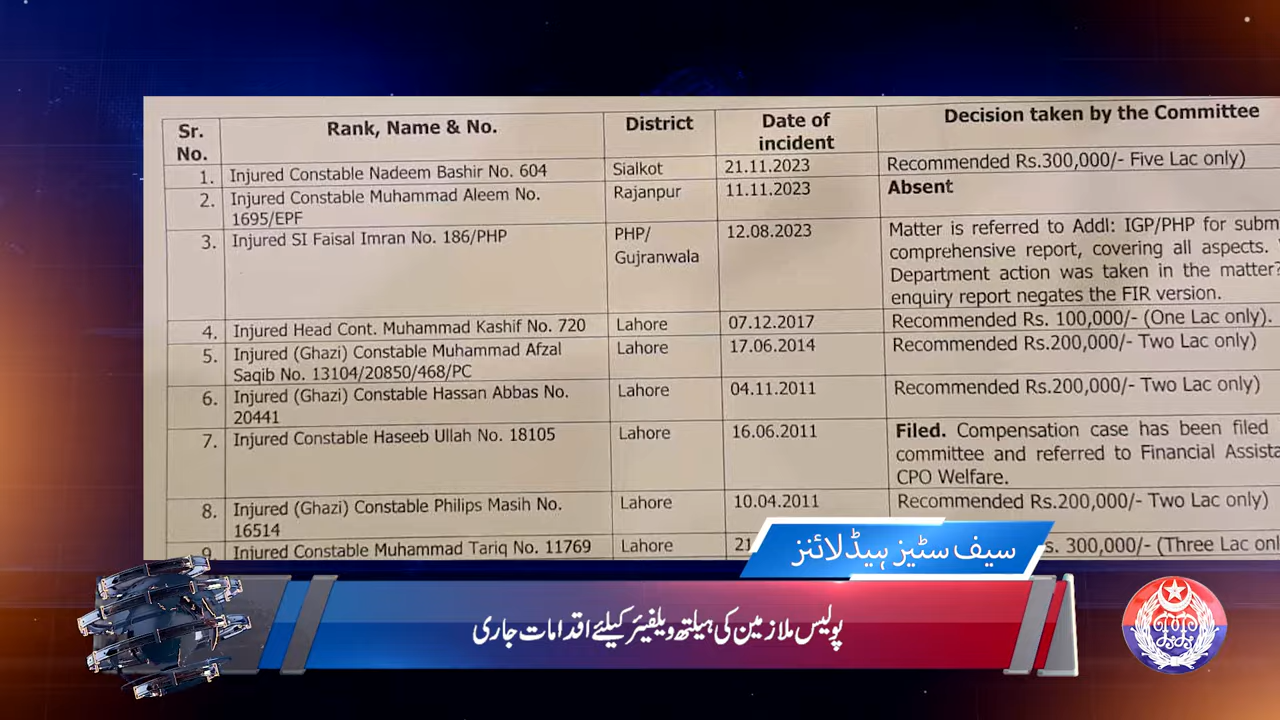 Sr. No.
Rank, Name & No.
District
Date of incident
Decision taken by the Committee
1. Injured Constable Nadeem Bashir No. 604 Sialkot 21.11.2023 Recommended Rs.300,000/- Five Lac only)
2. Injured Constable Muhammad Aleem No. Rajanpur 11.11.2023 Absent
1695/EPF
3. Injured SI Faisal Imran No. 186/PHP PHP/ 12.08.2023 Matter is referred to Addl: IGP/PHP for subm
Gujranwala comprehensive report, covering all aspects.
Department action was taken in the matter?
enquiry report negates the FIR version.
4. Injured Head Cont. Muhammad Kashif No. 720 Lahore 07.12.2017 Recommended Rs. 100,000/- (One Lac only).
5. Injured (Ghazi) Constable Muhammad Afzal Lahore 17.06.2014 Recommended Rs.200,000/- Two Lac only)
Saqib No. 13104/20850/468/PC
6. Injured (Ghazi) Constable Hassan Abbas No. Lahore 04.11.2011 Recommended Rs.200,000/- Two Lac only)
20441
7. Injured Constable Haseeb Ullah No. 18105 Lahore 16.06.2011 Filed. Compensation case has been filed
committee and referred to Financial Assista
CPO Welfare.
8. Injured (Ghazi) Constable Philips Masih No. Lahore 10.04.2011 Recommended Rs.200,000/- Two Lac only)
16514
9. Injured Constable Muhammad Tariq No. 11769 Lahore 21 s. 300,000/- (Three Lac onl
سیف سٹیز ہیڈلائنز
پولیس ملازمین کی ہیلتھ ویلفیئر کیلئے اقدامات جاری